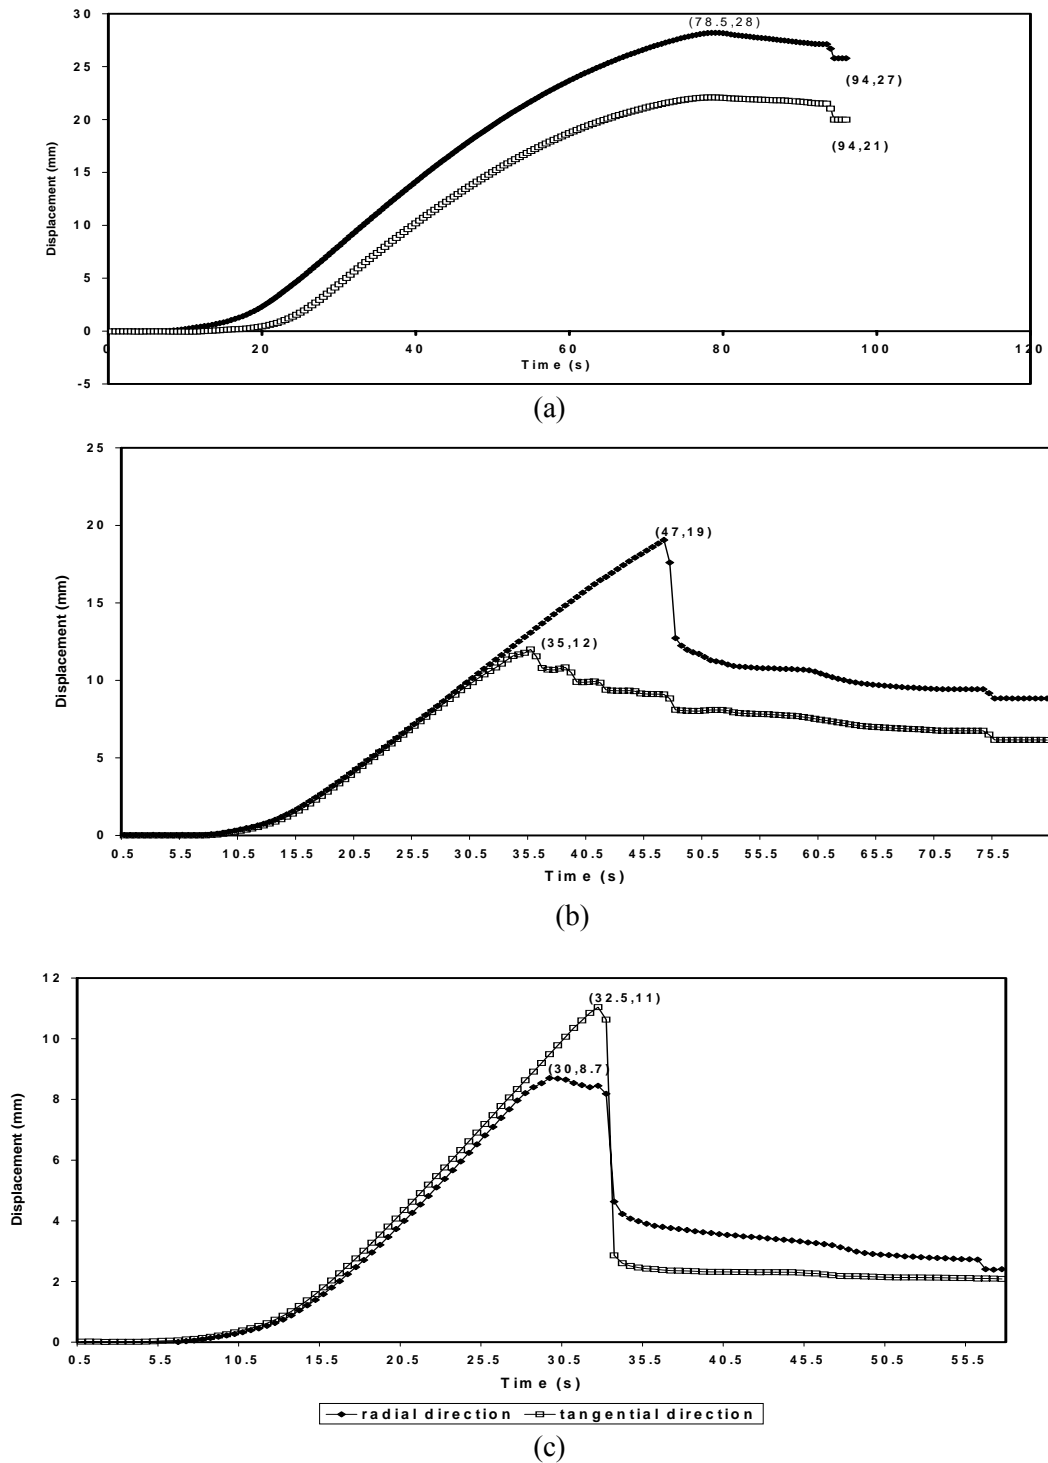 30
(78.5,28)
25
(94,27)
20
(94,21)
15
10
5
0
0 20 40 60 80 100 120
-5
Time (s)
Displacement (mm)
(a)
25
20
(47,19)
15
(35,12)
10
5
0
0.5 5.5 10.5 15.5 20.5 25.5 30.5 35.5 40.5 45.5 50.5 55.5 60.5 65.5 70.5 75.5
Time (s)
Displacement (mm)
(b)
12
(32.5,11)
10
(30,8.7)
8
6
4
2
0
0.5 5.5 10.5 15.5 20.5 25.5 30.5 35.5 40.5 45.5 50.5 55.5
Time (s)
Displacement (mm)
radial direction tangential direction
(c)